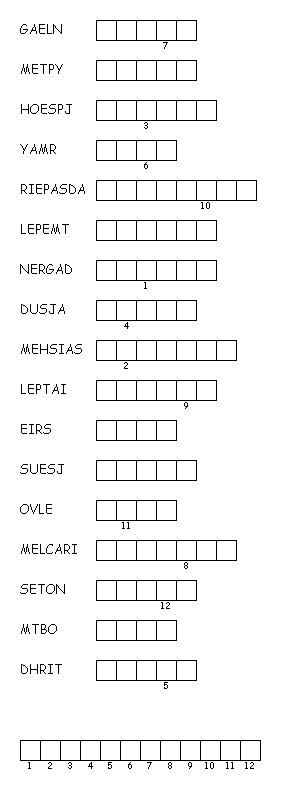 GAELN
7
METPY
HOESPJ
3
YAMR
6
RIEPASDA
10
LEPEMT
NERGAD
1
DUSJA
4
MEHSIAS
2
LEPTAI
9
EIRS
SUESJ
OVLE
11
MELCARI
8
SETON
12
MTBO
DHRIT
5
1 2 3 4 5 6 7 8 9 10 11 12